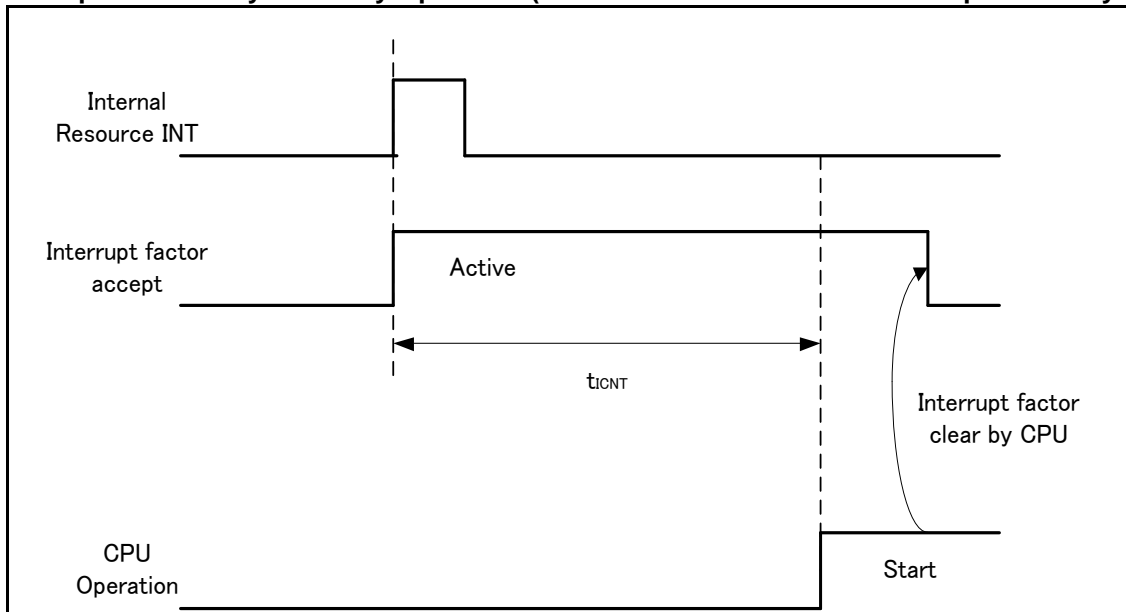 Internal
Resource INT
Interrupt factor
accept
Active
tICNT
Interrupt factor
clear by CPU
CPU
Operation
Start